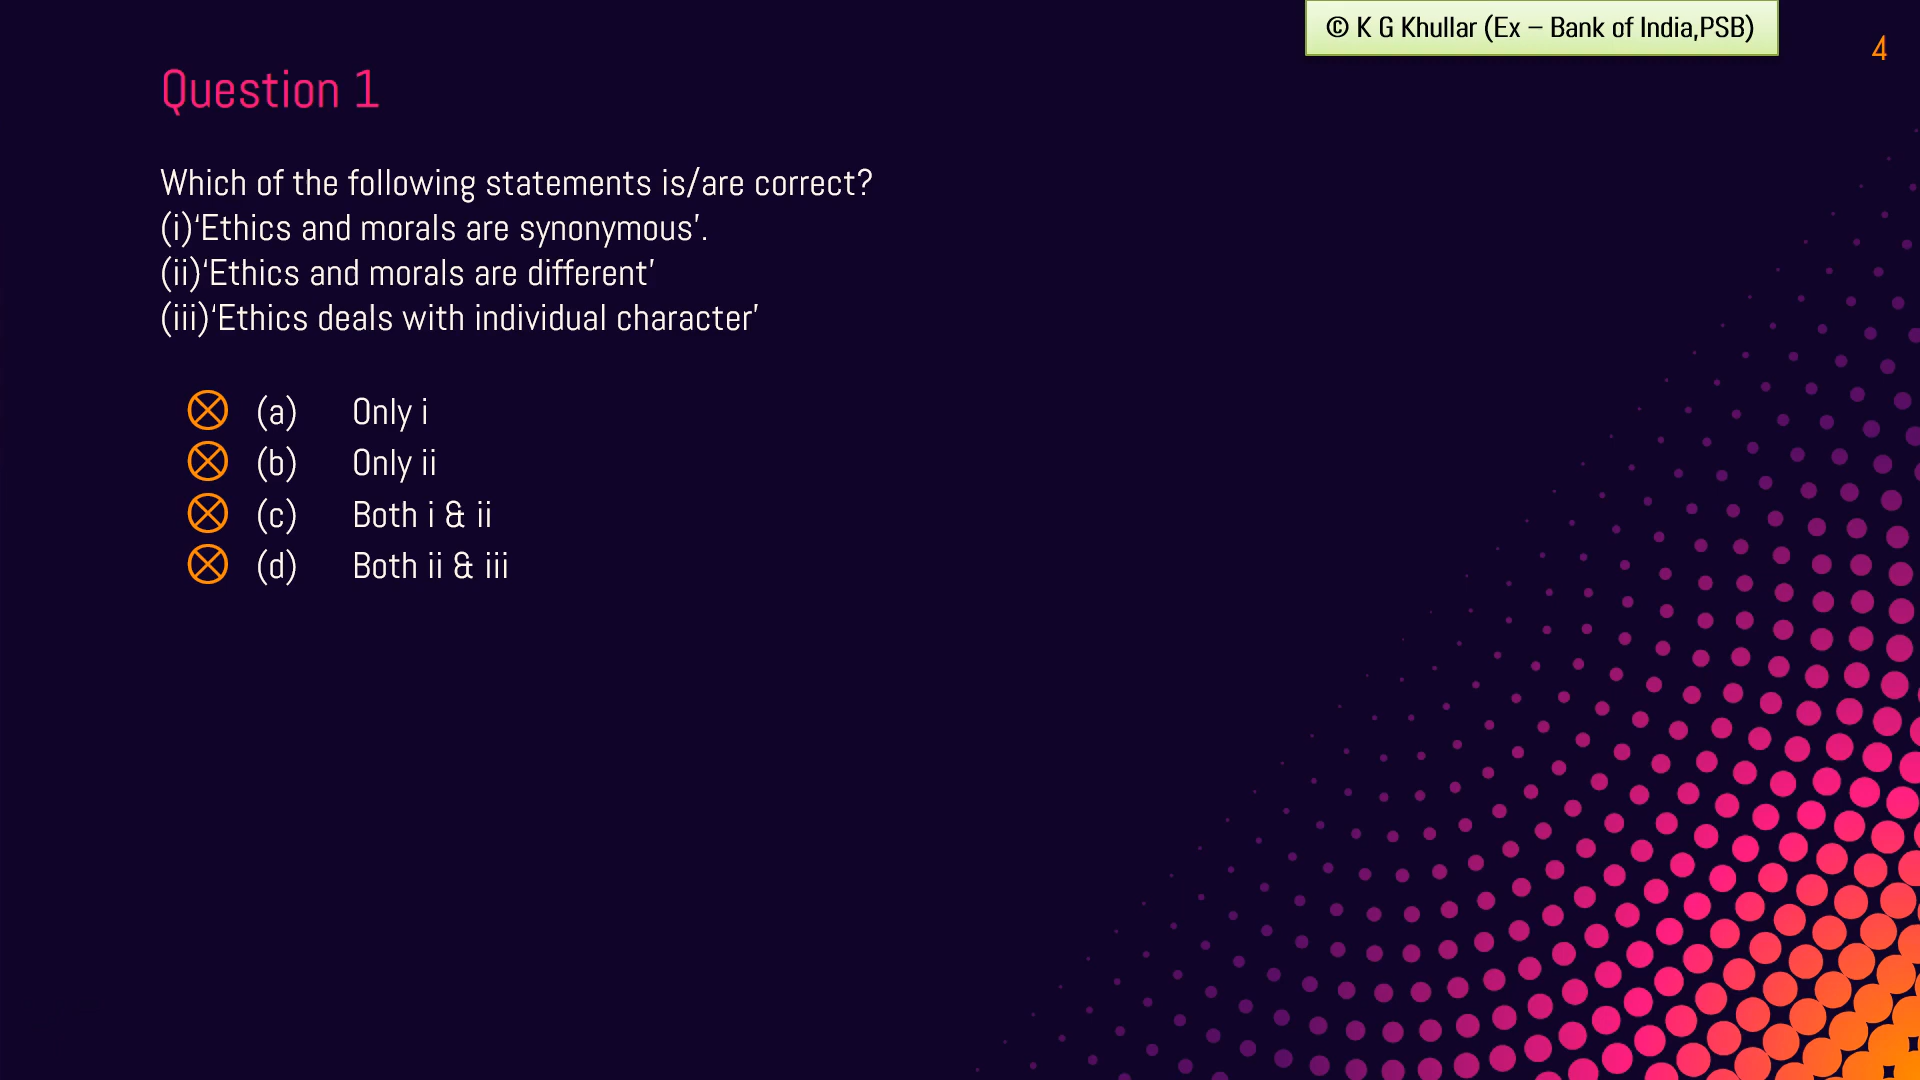 © K G Khullar (Ex – Bank of India,PSB)
4
Question 1
Which of the following statements is/are correct?
(i)‘Ethics and morals are synonymous’.
(ii)‘Ethics and morals are different’
(iii)‘Ethics deals with individual character’
(a) Only i
(b) Only ii
(c) Both i & ii
(d) Both ii & iii